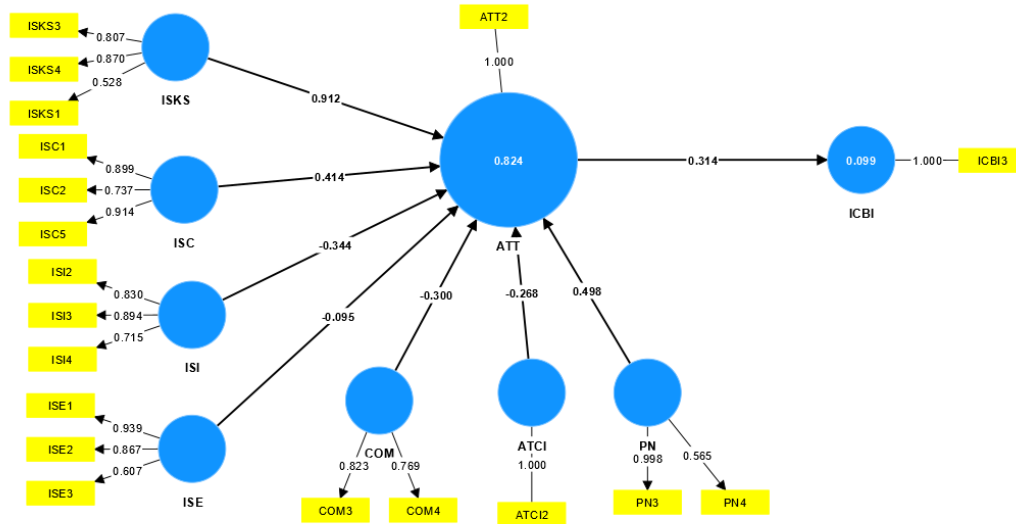 ISKS3
0.807
ISKS4
0.870
ISKS1
0.528
ISKS
0.912
ATT2
1.000
ISC1
0.899
ISC2
0.737
ISC5
0.914
ISC
0.414
0.824
ATT
0.314
0.099
ICBI
1.000
ICBI3
ISI2
0.830
ISI3
0.894
ISI4
0.715
ISI
-0.344
ISE1
0.939
ISE2
0.867
ISE3
0.607
ISE
-0.095
-0.300
-0.268
0.498
COM
0.823
0.769
COM3
COM4
ATCI
1.000
ATCI2
PN
0.998
0.565
PN3
PN4